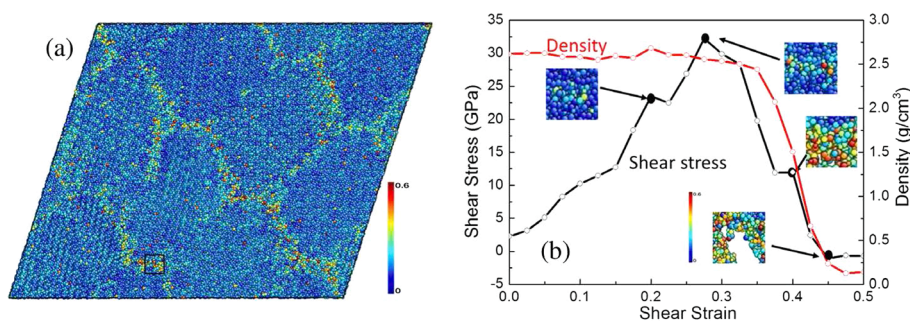 (a)
0.6
0
35
30
25
20
15
10
5
0
-5
Shear Stress (GPa)
Density
Shear stress
0.6
0
(b)
3.0
2.5
2.0
1.5
1.0
0.5
0.0
Density (g/cm³)
0.0 0.1 0.2 0.3 0.4 0.5
Shear Strain